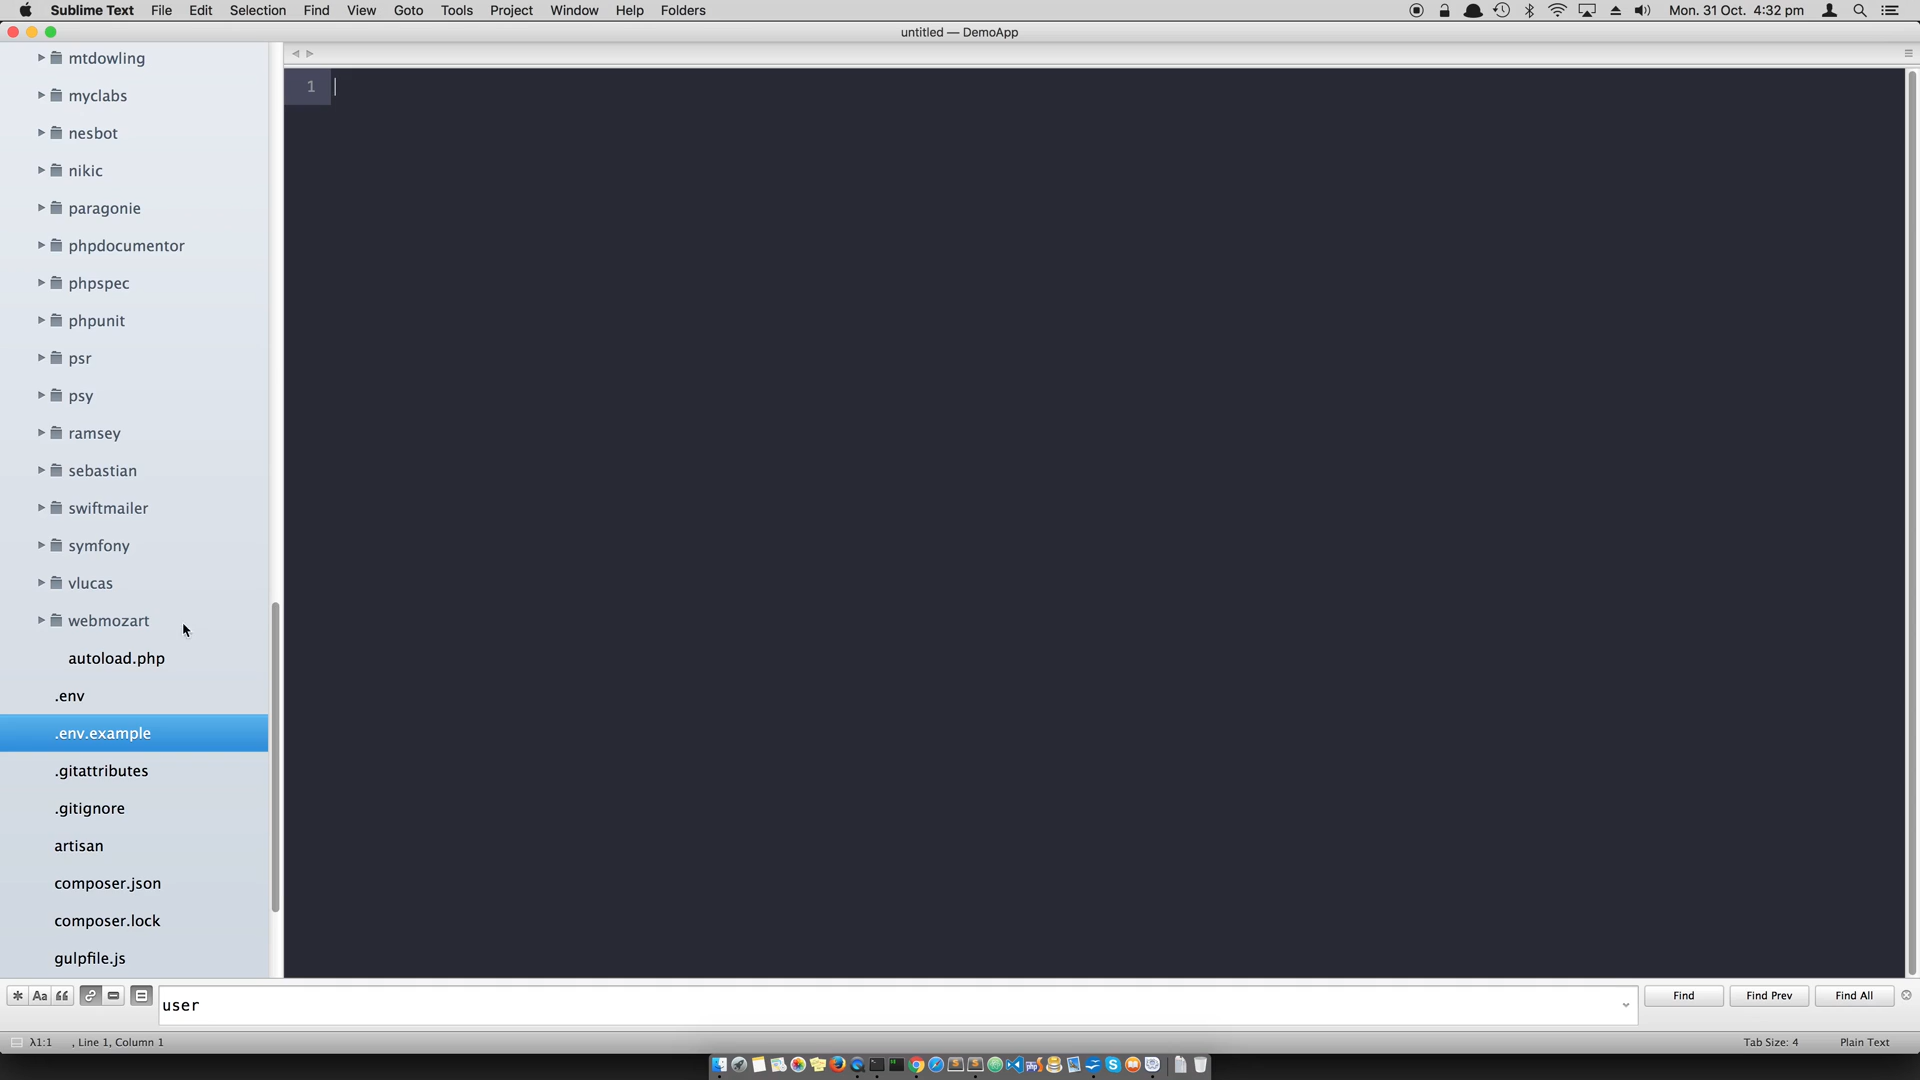 Sublime Text File Edit Selection Find View Goto Tools Project Window Help Folders Mon. 31 Oct. 4:32 pm
untitled — DemoApp
mtdowling
1
myclabs
nesbot
nikic
paragonie
phpdocumentor
phpspec
phpunit
psr
psy
ramsey
sebastian
swiftmailer
symfony
vlucas
webmozart
autoload.php
.env
.env.example
.gitattributes
.gitignore
artisan
composer.json
composer.lock
gulpfile.js
Aa user Find Find Prev Find All
λ1:1 , Line 1, Column 1 Tab Size: 4 Plain Text